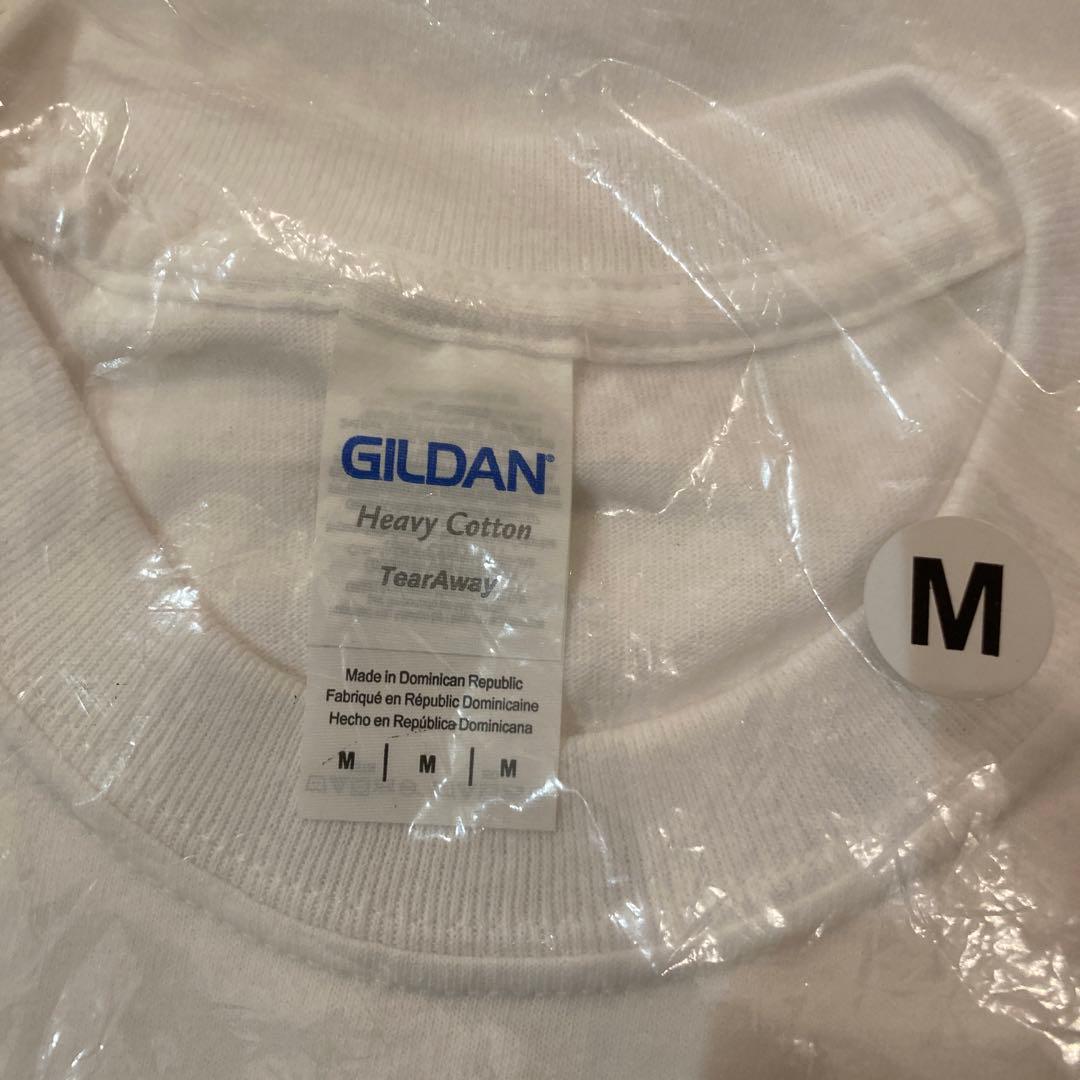 GILDAN®
Heavy Cotton
TearAway
Made in Dominican Republic
Fabriqué en Républic Dominicaine
Hecho en República Dominicana
M | M | M
M